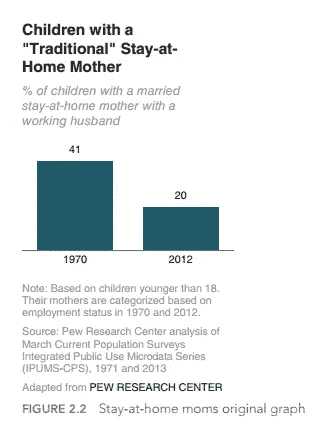 Children with a
"Traditional" Stay-at-
Home Mother
% of children with a married
stay-at-home mother with a
working husband
41
20
1970
2012
Note: Based on children younger than 18.
Their mothers are categorized based on
employment status in 1970 and 2012.
Source: Pew Research Center analysis of
March Current Population Surveys
Integrated Public Use Microdata Series
(IPUMS-CPS), 1971 and 2013
Adapted from PEW RESEARCH CENTER
FIGURE 2.2 Stay-at-home moms original graph